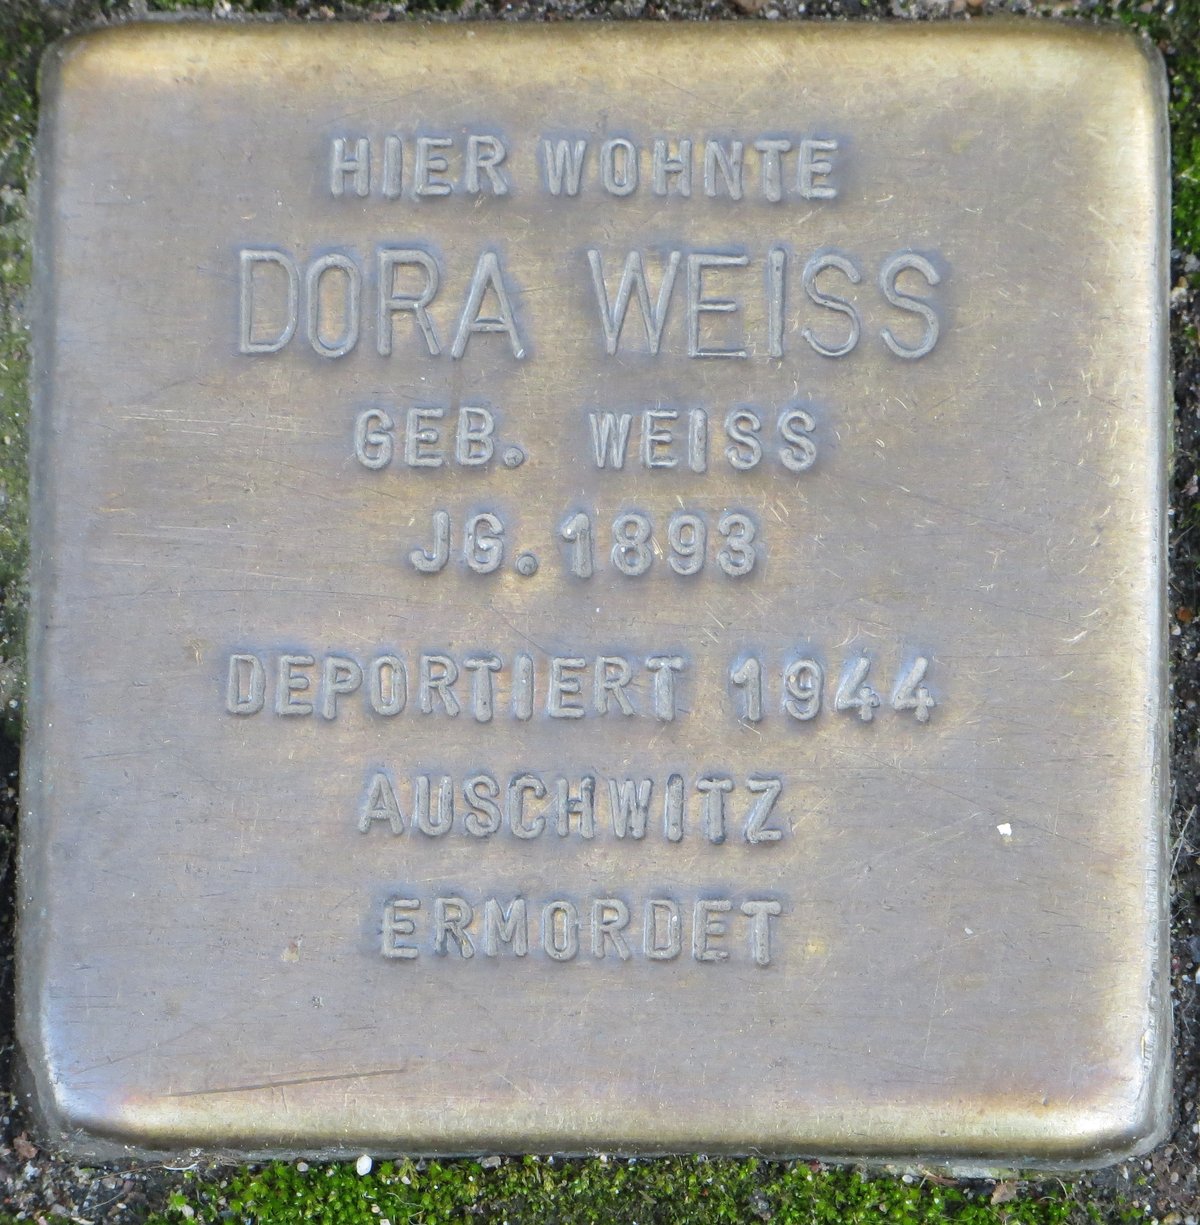 HIER WOHNTE
DORA WEISS
GEB. WEISS
JG. 1893
DEPORTIERT 1944
AUSCHWITZ
ERMORDET